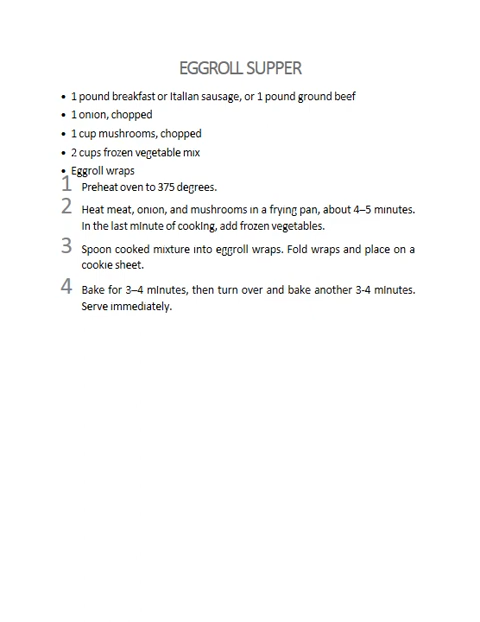 EGGROLL SUPPER
• 1 pound breakfast or Italian sausage, or 1 pound ground beef
• 1 onion, chopped
• 1 cup mushrooms, chopped
• 2 cups frozen vegetable mix
• Eggroll wraps
1 Preheat oven to 375 degrees.
2 Heat meat, onion, and mushrooms in a frying pan, about 4–5 minutes.
In the last minute of cooking, add frozen vegetables.
3 Spoon cooked mixture into eggroll wraps. Fold wraps and place on a
cookie sheet.
4 Bake for 3–4 minutes, then turn over and bake another 3-4 minutes.
Serve immediately.